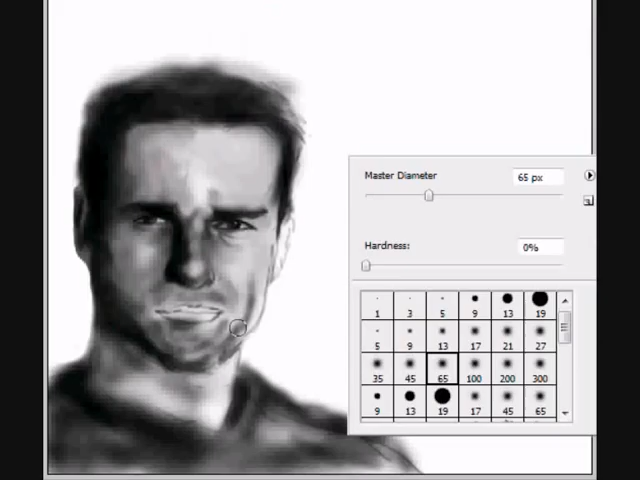 Master Diameter 65 px
Hardness: 0%
1 3 5 9 13 19
5 9 13 17 21 27
35 45 65 100 200 300
9 13 19 17 45 65